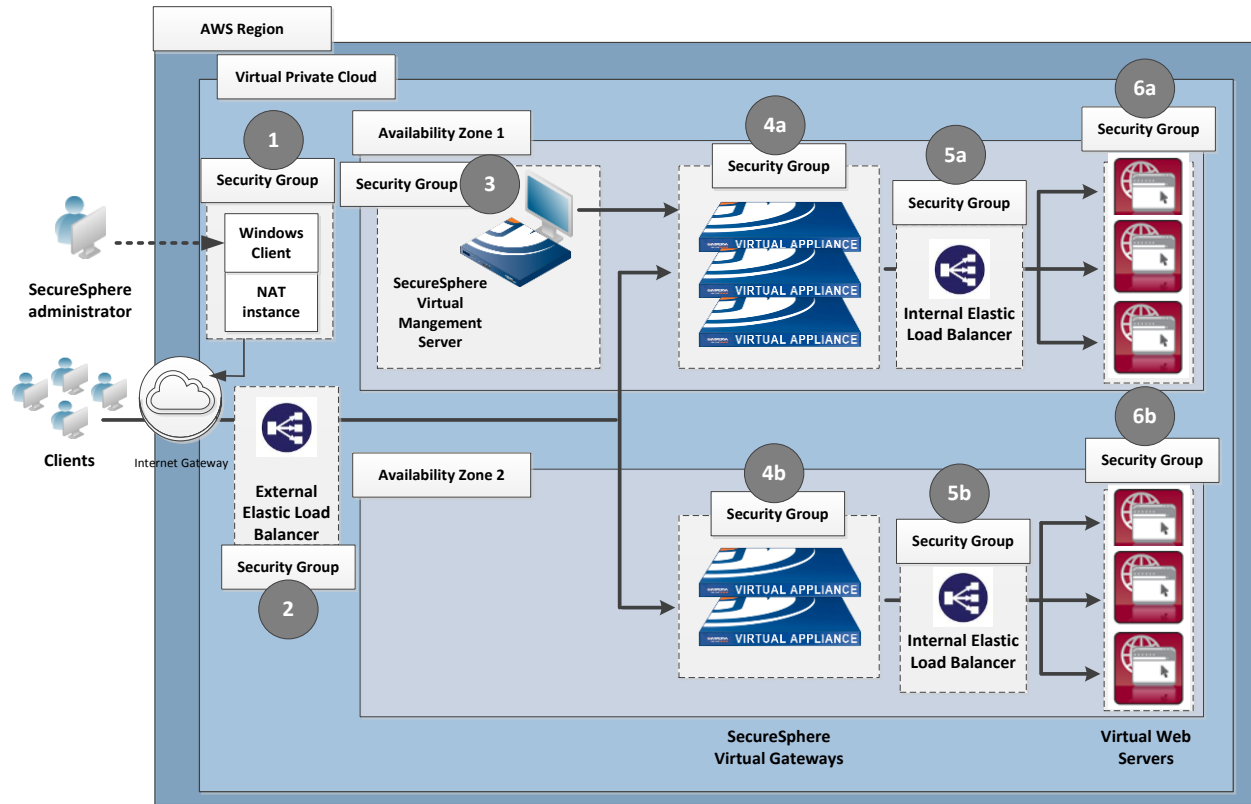 AWS Region
Virtual Private Cloud
1
Security Group
Windows
Client
NAT
instance
SecureSphere
administrator
Clients
Internet Gateway
External
Elastic Load
Balancer
Security Group
2
Availability Zone 1
Security Group
3
SecureSphere
Virtual
Mangement
Server
4a
Security Group
VIRTUAL APPLIANCE
VIRTUAL APPLIANCE
VIRTUAL APPLIANCE
5a
Security Group
Internal Elastic
Load Balancer
6a
Security Group
Availability Zone 2
4b
Security Group
VIRTUAL APPLIANCE
VIRTUAL APPLIANCE
5b
Security Group
Internal Elastic
Load Balancer
6b
Security Group
SecureSphere
Virtual Gateways
Virtual Web
Servers